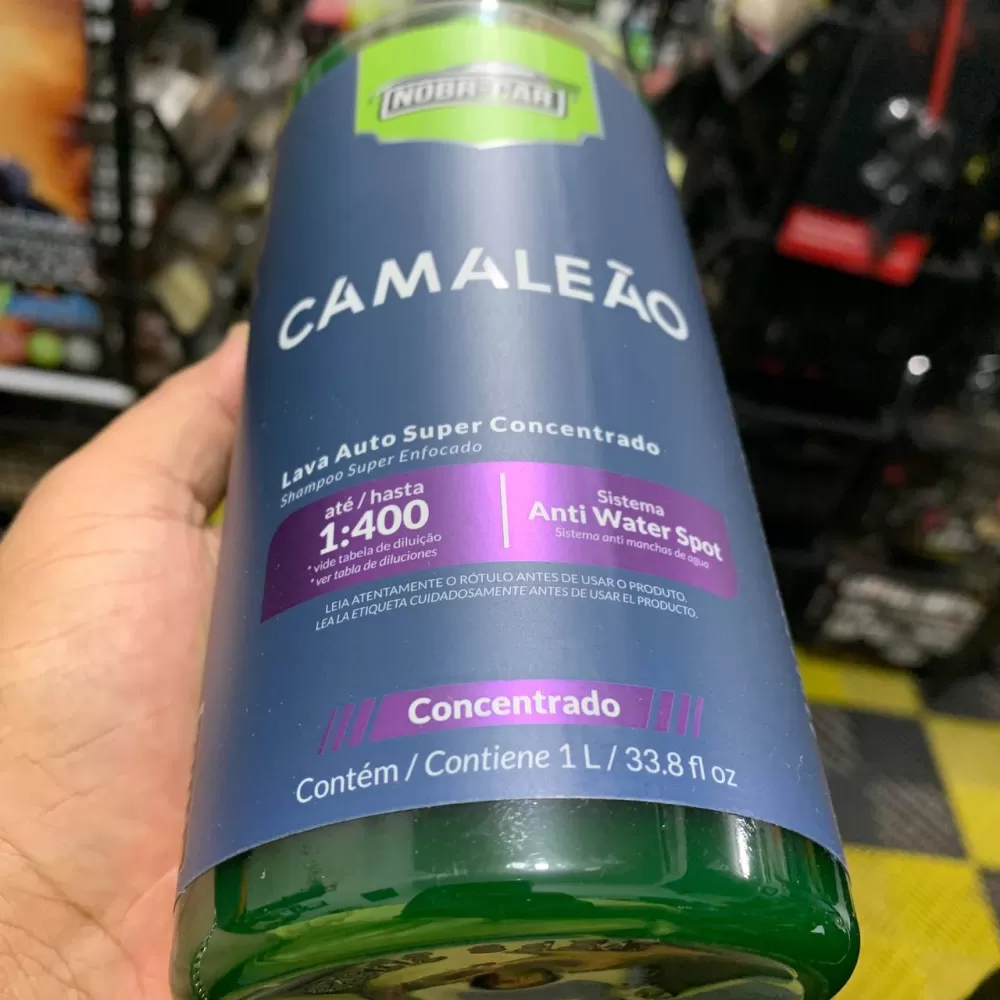 NOBR-CAR
CAMALEÃO
Lava Auto Super Concentrado
Shampoo Super Enfocado
até / hasta
1:400
* vide tabela de diluição
* ver tabla de diluciones
Sistema
Anti Water Spot
Sistema anti manchas de agua
LEIA ATENTAMENTE O RÓTULO ANTES DE USAR O PRODUTO.
LEA LA ETIQUETA CUIDADOSAMENTE ANTES DE USAR EL PRODUCTO.
Concentrado
Contém / Contiene 1 L / 33.8 fl oz